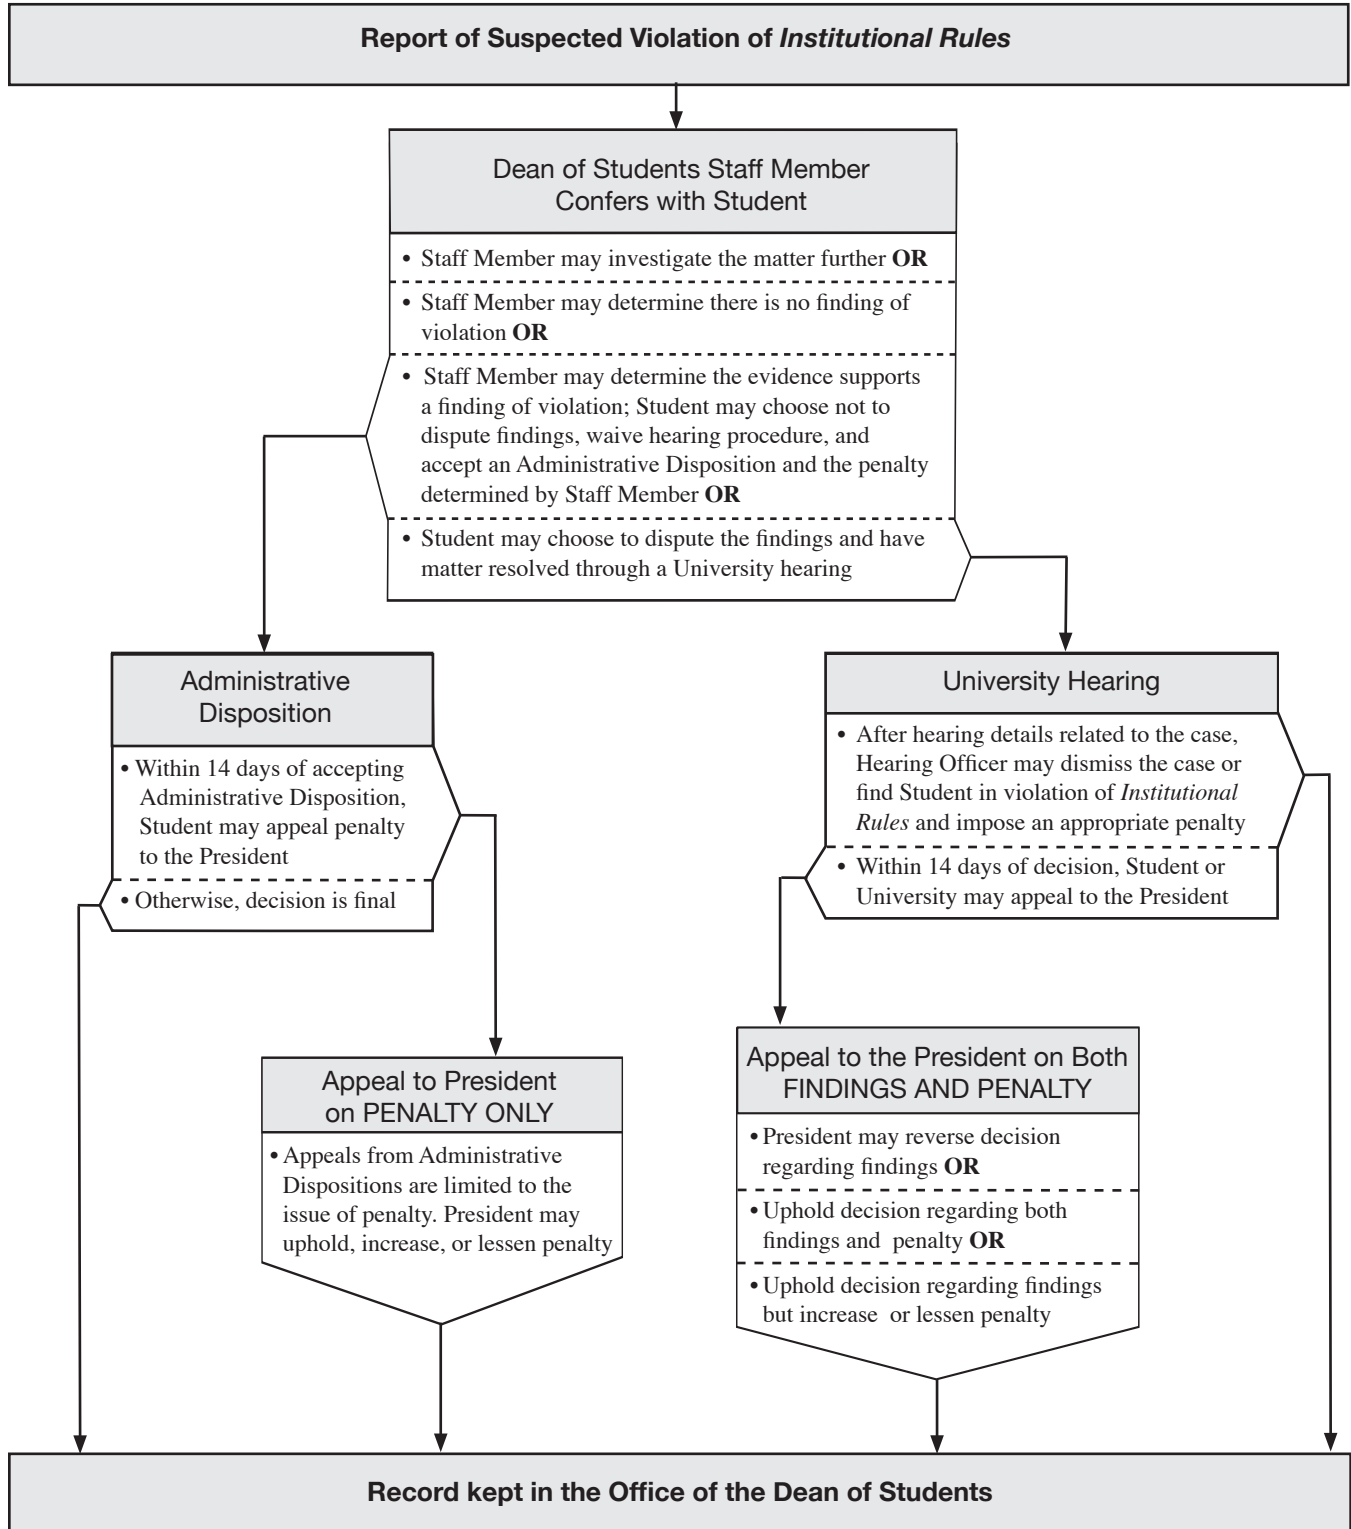 Report of Suspected Violation of Institutional Rules
Dean of Students Staff Member
Confers with Student
• Staff Member may investigate the matter further OR
• Staff Member may determine there is no finding of
violation OR
• Staff Member may determine the evidence supports
a finding of violation; Student may choose not to
dispute findings, waive hearing procedure, and
accept an Administrative Disposition and the penalty
determined by Staff Member OR
• Student may choose to dispute the findings and have
matter resolved through a University hearing
Administrative
Disposition
• Within 14 days of accepting
Administrative Disposition,
Student may appeal penalty
to the President
• Otherwise, decision is final
University Hearing
• After hearing details related to the case,
Hearing Officer may dismiss the case or
find Student in violation of Institutional
Rules and impose an appropriate penalty
• Within 14 days of decision, Student or
University may appeal to the President
Appeal to President
on PENALTY ONLY
• Appeals from Administrative
Dispositions are limited to the
issue of penalty. President may
uphold, increase, or lessen penalty
Appeal to the President on Both
FINDINGS AND PENALTY
• President may reverse decision
regarding findings OR
• Uphold decision regarding both
findings and penalty OR
• Uphold decision regarding findings
but increase or lessen penalty
Record kept in the Office of the Dean of Students